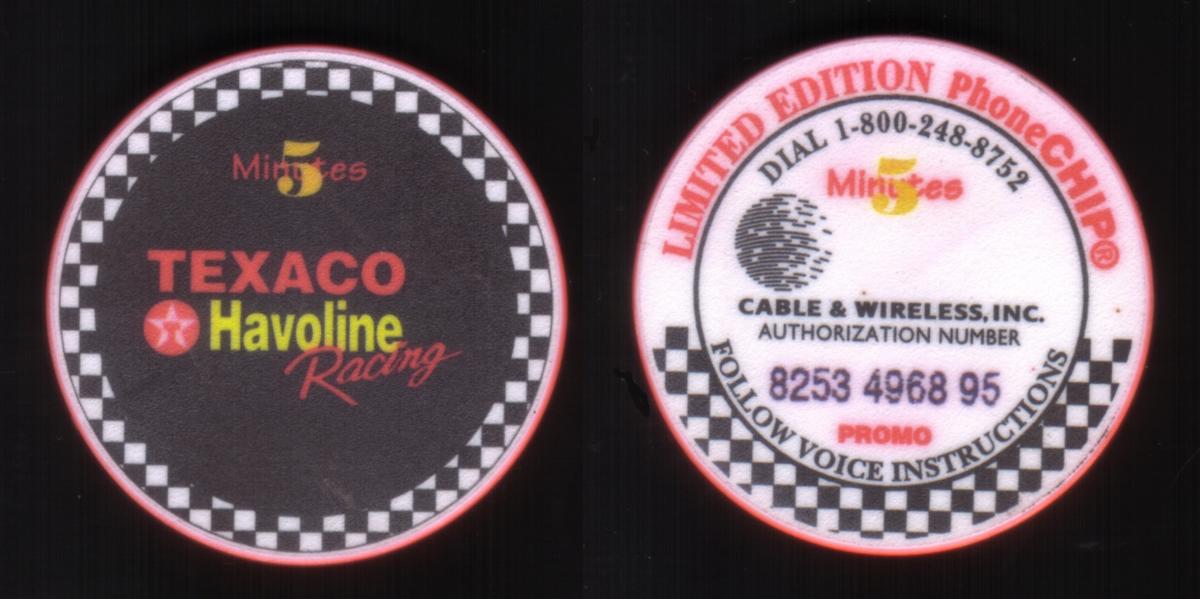 5
Minutes
TEXACO
Havoline
Racing
LIMITED EDITION PhoneCHIP®
DIAL 1-800-248-8752
5
Minutes
CABLE & WIRELESS, INC.
AUTHORIZATION NUMBER
8253 4968 95
PROMO
FOLLOW VOICE INSTRUCTIONS